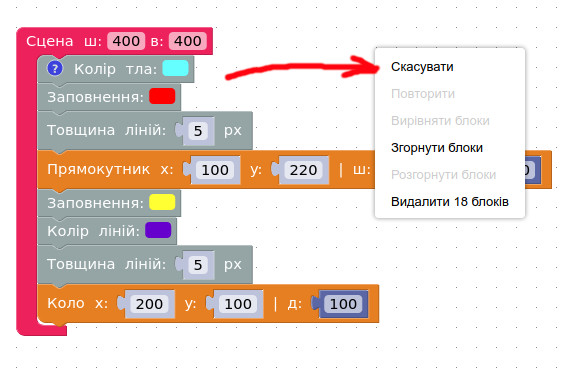 Сцена ш: 400 в: 400
? Колір тла:
Заповнення:
Товщина ліній: 5 px
Прямокутник х: 100 у: 220 | ш: 0
Заповнення:
Колір ліній:
Товщина ліній: 5 px
Коло х: 200 у: 100 | д: 100
Скасувати
Повторити
Вирівняти блоки
Згорнути блоки
Розгорнути блоки
Видалити 18 блоків